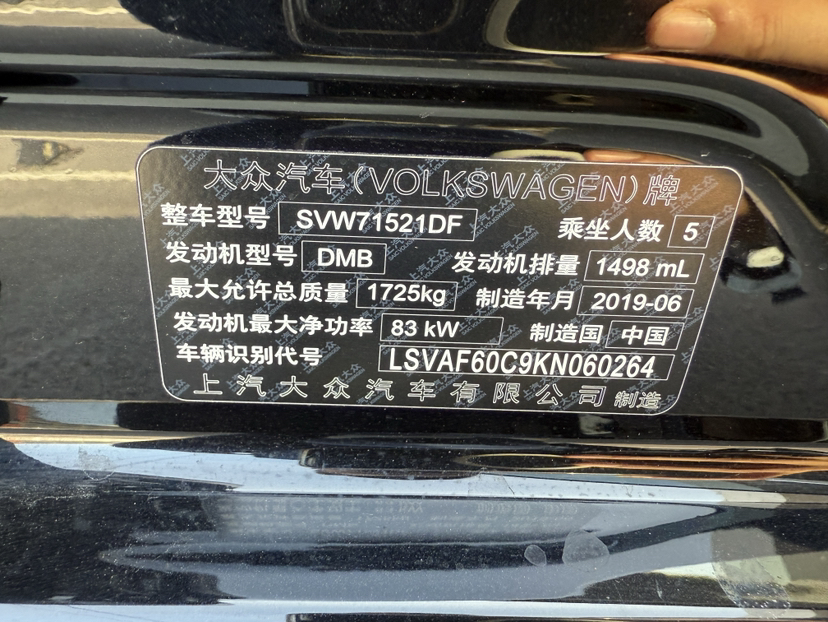 大众汽车(VOLKSWAGEN)牌
整车型号 SVW71521DF 乘坐人数 5
发动机型号 DMB 发动机排量 1498 mL
最大允许总质量 1725kg 制造年月 2019-06
发动机最大净功率 83 kW 制造国 中国
车辆识别代号 LSVAF60C9KN060264
上汽大众汽车有限公司 制造